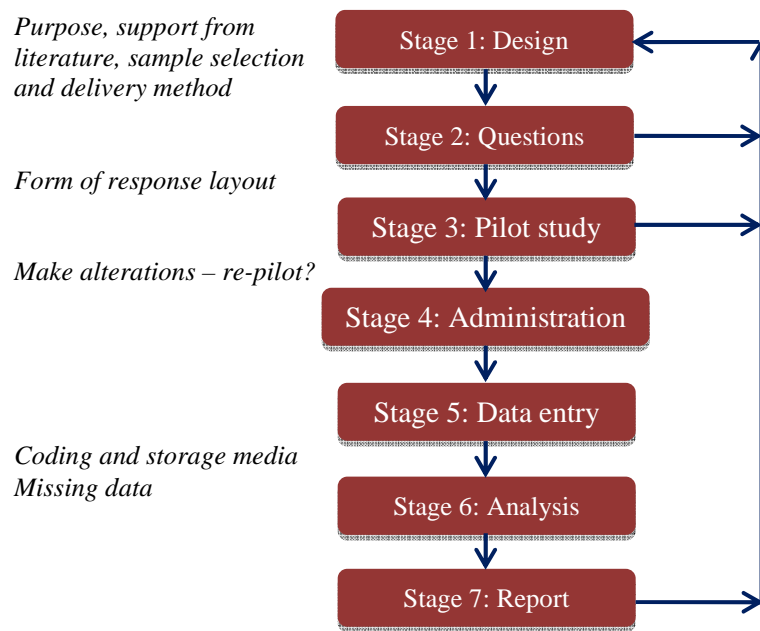 Purpose, support from
literature, sample selection
and delivery method
Stage 1: Design
Stage 2: Questions
Form of response layout
Stage 3: Pilot study
Make alterations – re-pilot?
Stage 4: Administration
Stage 5: Data entry
Coding and storage media
Missing data
Stage 6: Analysis
Stage 7: Report